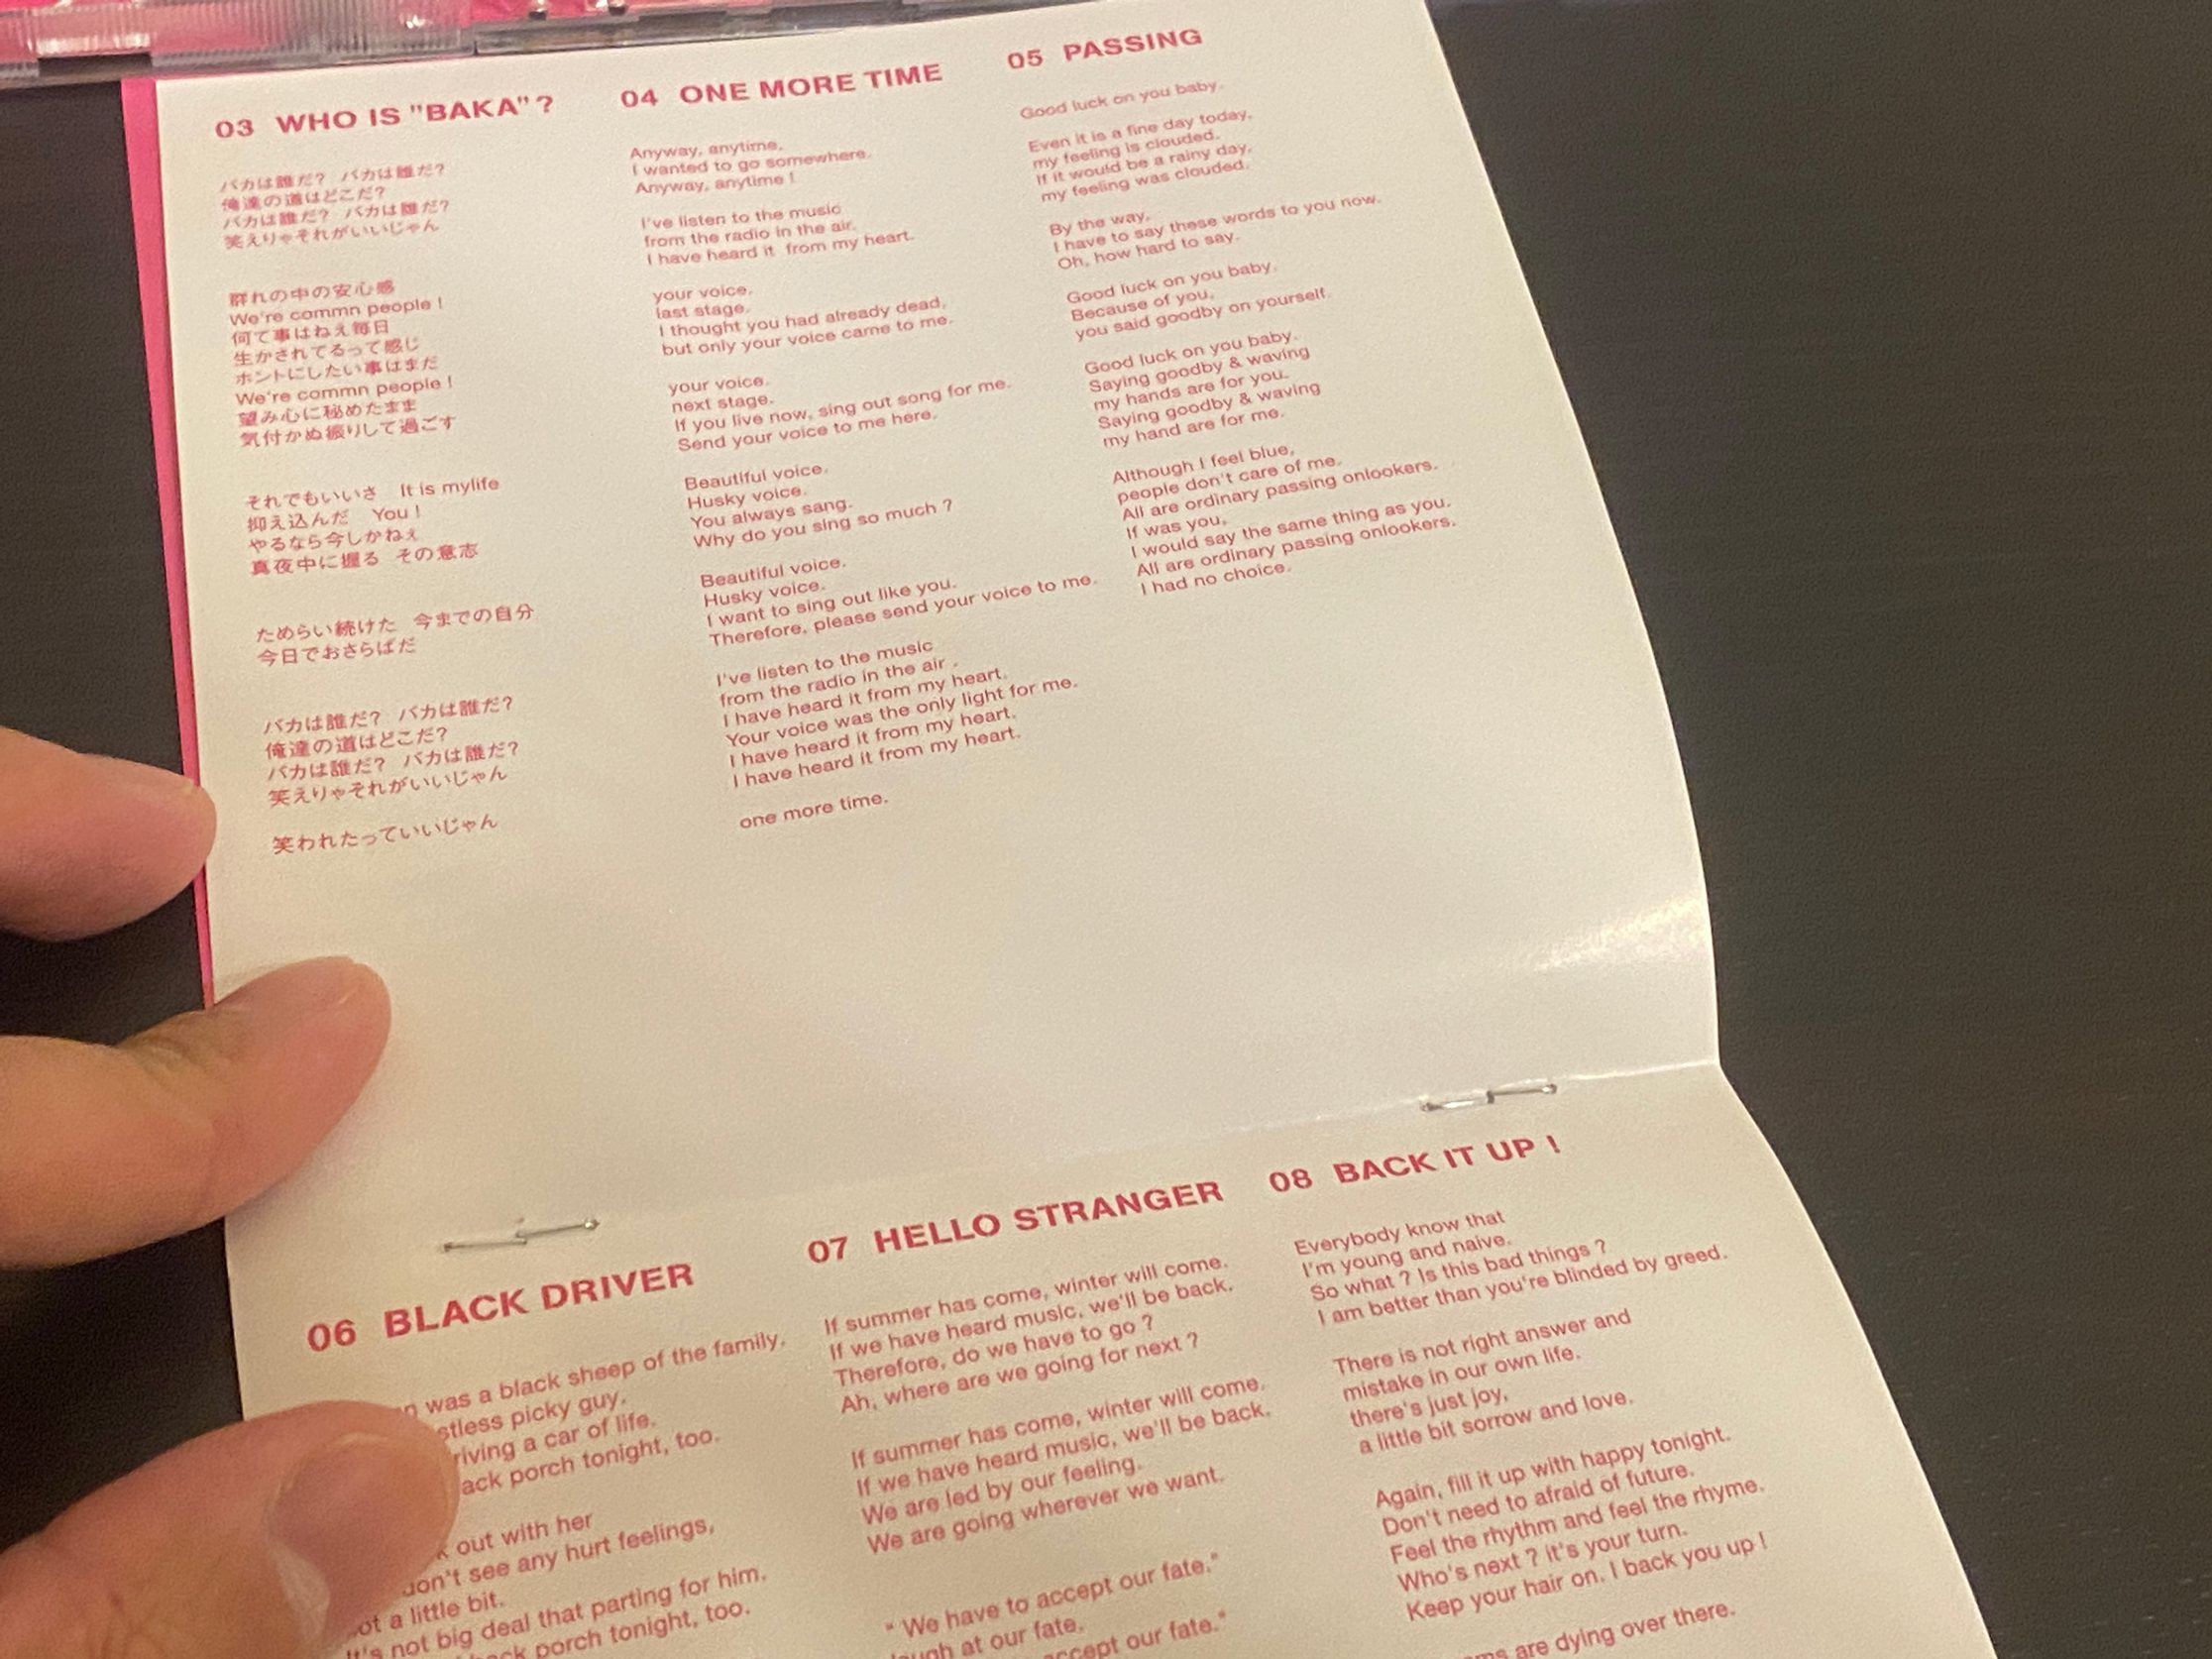 03 WHO IS "BAKA"?
バカは誰だ? バカは誰だ?
俺達の道はどこだ?
バカは誰だ? バカは誰だ?
笑えりゃそれがいいじゃん
群れの中の安心感
We're commn people !
何て事はねえ毎日
生かされてるって感じ
ホントにしたい事はまだ
We're commn people !
望み心に秘めたまま
気付かぬ振りして過ごす
それでもいいさ It is mylife
抑え込んだ You !
やるなら今しかねぇ
真夜中に握る その意志
ためらい続けた 今までの自分
今日でおさらばだ
バカは誰だ? バカは誰だ?
俺達の道はどこだ?
バカは誰だ? バカは誰だ?
笑えりゃそれがいいじゃん
笑われたっていいじゃん
04 ONE MORE TIME
Anyway, anytime,
I wanted to go somewhere.
Anyway, anytime !
I've listen to the music
from the radio in the air.
I have heard it from my heart.
your voice.
last stage.
I thought you had already dead,
but only your voice came to me.
your voice.
next stage.
If you live now, sing out song for me.
Send your voice to me here.
Beautiful voice.
Husky voice.
You always sang.
Why do you sing so much ?
Beautiful voice.
Husky voice.
I want to sing out like you.
Therefore, please send your voice to me.
I've listen to the music
from the radio in the air .
I have heard it from my heart.
Your voice was the only light for me.
I have heard it from my heart.
I have heard it from my heart.
one more time.
05 PASSING
Good luck on you baby.
Even it is a fine day today,
my feeling is clouded.
If it would be a rainy day,
my feeling was clouded.
By the way,
I have to say these words to you now.
Oh, how hard to say.
Good luck on you baby.
Because of you,
you said goodby on yourself.
Good luck on you baby.
Saying goodby & waving
my hands are for you.
Saying goodby & waving
my hand are for me.
Although I feel blue,
people don't care of me.
All are ordinary passing onlookers.
If was you,
I would say the same thing as you.
All are ordinary passing onlookers.
I had no choice.
06 BLACK DRIVER
was a black sheep of the family.
picky guy.
a car of life.
porch tonight, too.
out with her
don't see any hurt feelings,
a little bit.
It's not big deal that parting for him.
porch tonight, too.
07 HELLO STRANGER
If summer has come, winter will come.
If we have heard music, we'll be back.
Therefore, do we have to go ?
Ah, where are we going for next ?
If summer has come, winter will come.
If we have heard music, we'll be back.
We are led by our feeling.
We are going wherever we want.
" We have to accept our fate."
at our fate,
accept our fate."
08 BACK IT UP !
Everybody know that
I'm young and naive.
So what ? Is this bad things ?
I am better than you're blinded by greed.
There is not right answer and
mistake in our own life.
there's just joy,
a little bit sorrow and love.
Again, fill it up with happy tonight.
Don't need to afraid of future.
Feel the rhythm and feel the rhyme.
Who's next ? it's your turn.
Keep your hair on. I back you up !
are dying over there.